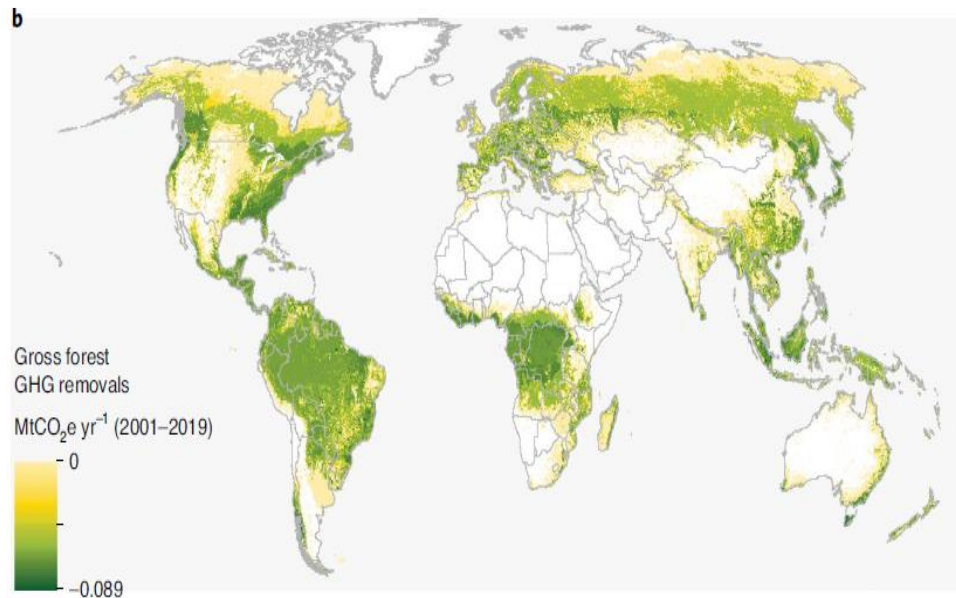 b
Gross forest
GHG removals
MtCO₂e yr⁻¹ (2001–2019)
0
−0.089